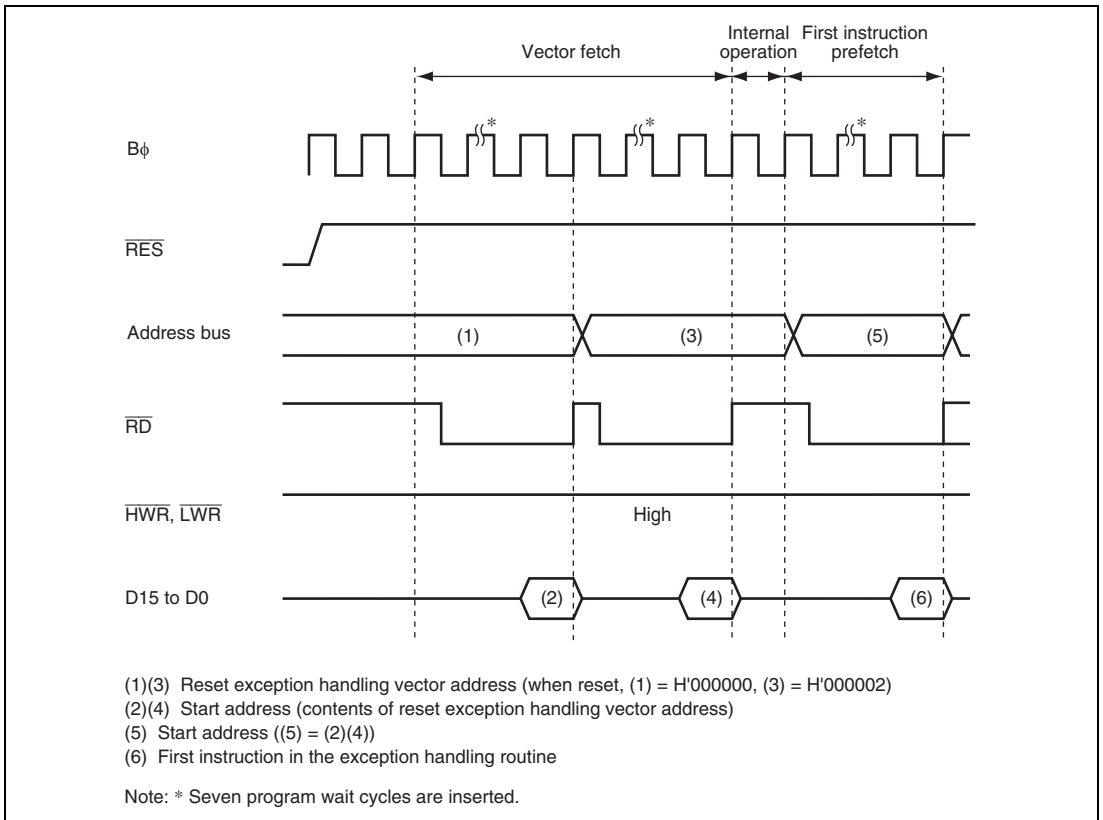 Internal First instruction
Vector fetch operation prefetch
* * *
Bϕ
RES
Address bus (1) (3) (5)
RD
HWR, LWR High
D15 to D0 (2) (4) (6)
(1)(3) Reset exception handling vector address (when reset, (1) = H'000000, (3) = H'000002)
(2)(4) Start address (contents of reset exception handling vector address)
(5) Start address ((5) = (2)(4))
(6) First instruction in the exception handling routine
Note: * Seven program wait cycles are inserted.